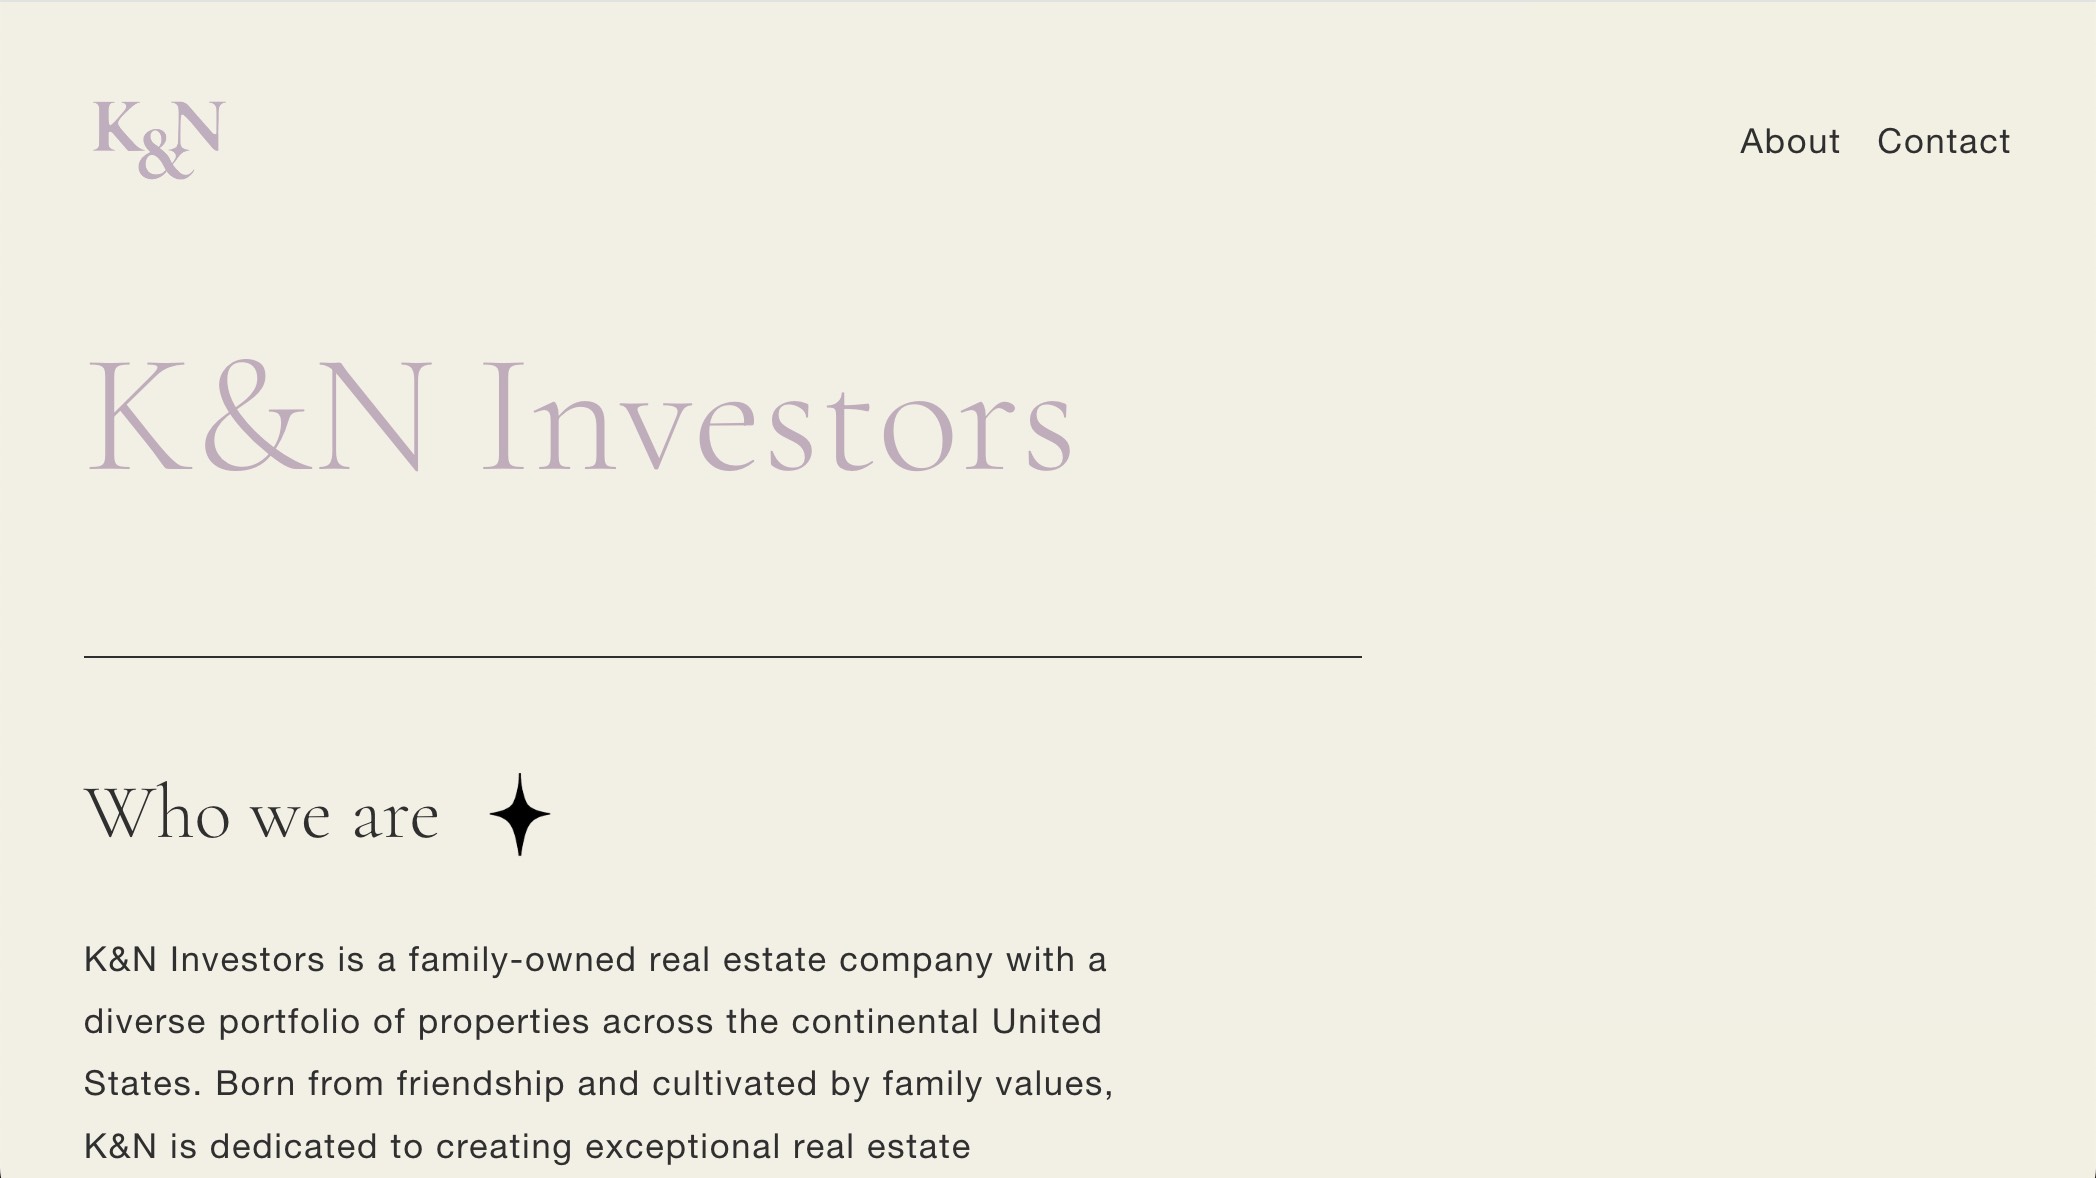 K&N
About Contact
K&N Investors
Who we are
K&N Investors is a family-owned real estate company with a
diverse portfolio of properties across the continental United
States. Born from friendship and cultivated by family values,
K&N is dedicated to creating exceptional real estate